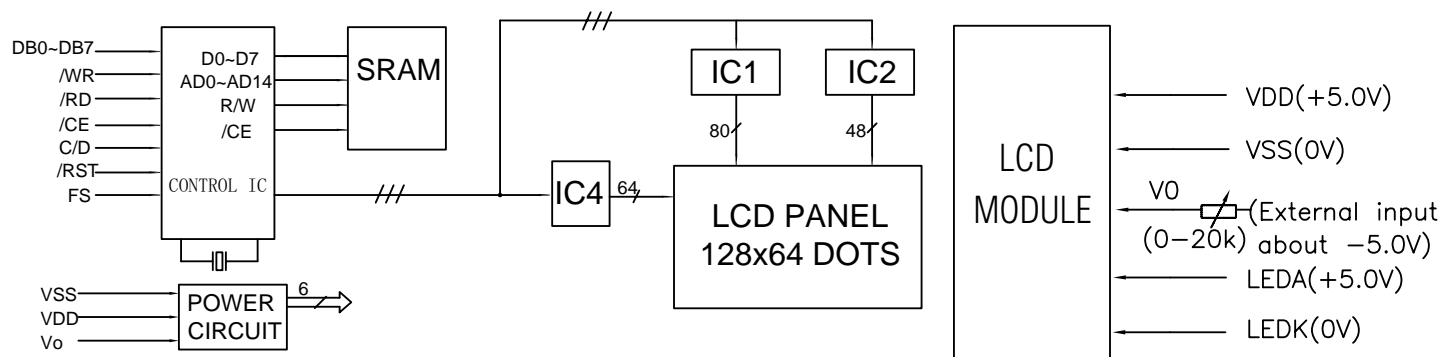 DB0~DB7
/WR
/RD
/CE
C/D
/RST
FS
D0~D7
AD0~AD14
R/W
/CE
CONTROL IC
SRAM
IC1
IC2
80
48
IC4
64
LCD PANEL
128x64 DOTS
VSS
VDD
Vo
POWER
CIRCUIT
6
LCD
MODULE
VDD(+5.0V)
VSS(0V)
V0
(0-20k)
(External input
about -5.0V)
LEDA(+5.0V)
LEDK(0V)